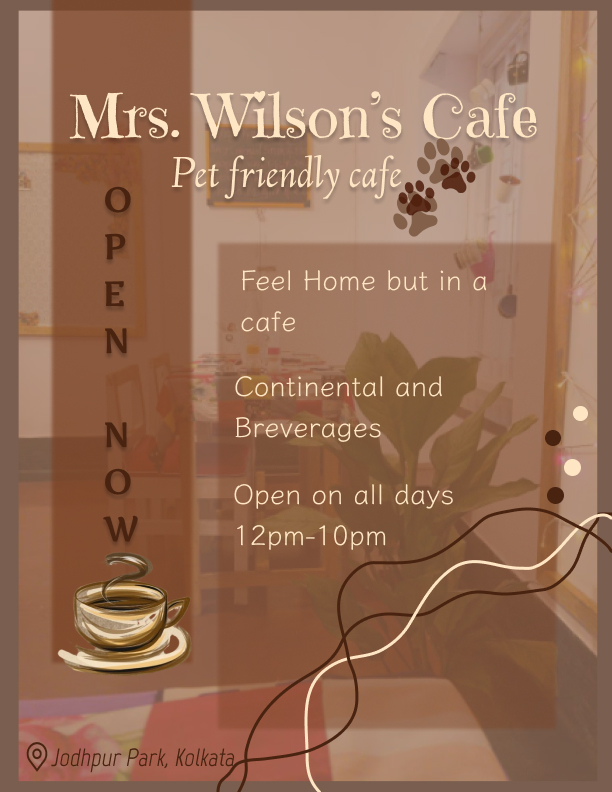 Mrs. Wilson's Cafe
Pet friendly cafe
OPEN NOW
Feel Home but in a
cafe
Continental and
Breverages
Open on all days
12pm-10pm
Jodhpur Park, Kolkata